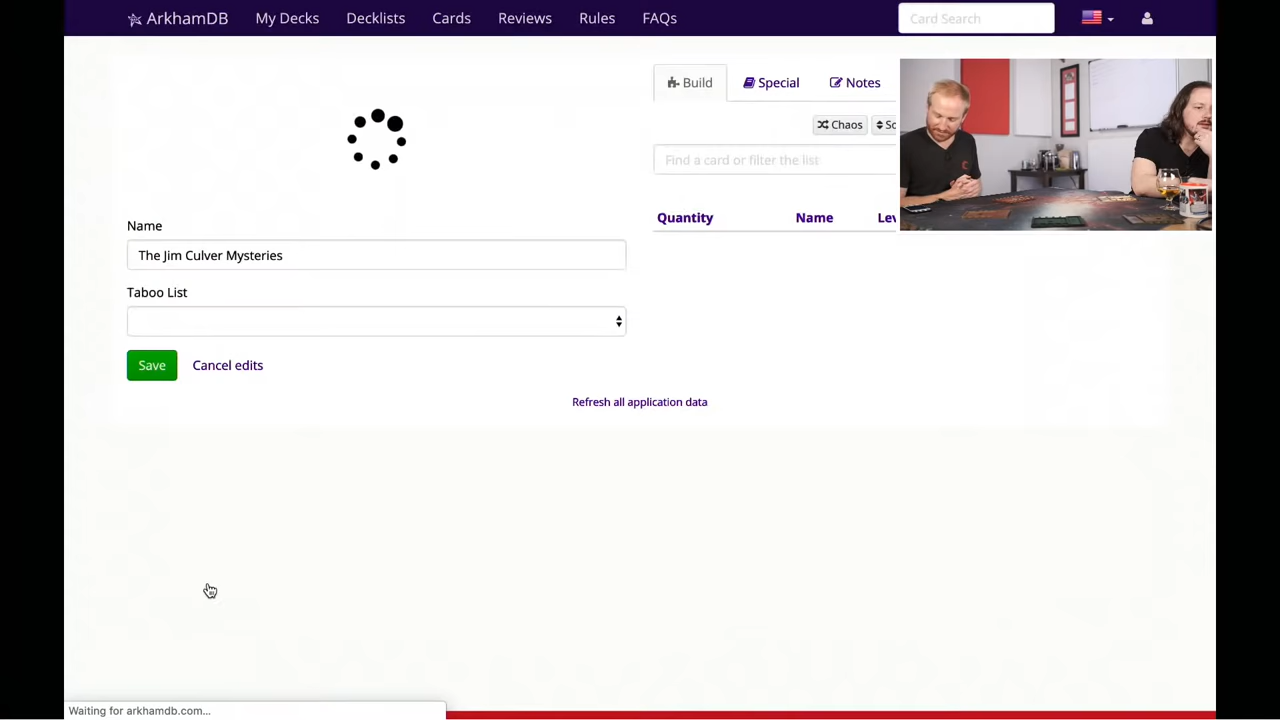 ArkhamDB My Decks Decklists Cards Reviews Rules FAQs Card Search
Build Special Notes
Chaos So
Find a card or filter the list
Quantity Name Lev
Name
The Jim Culver Mysteries
Taboo List
Save Cancel edits
Refresh all application data
Waiting for arkhamdb.com...